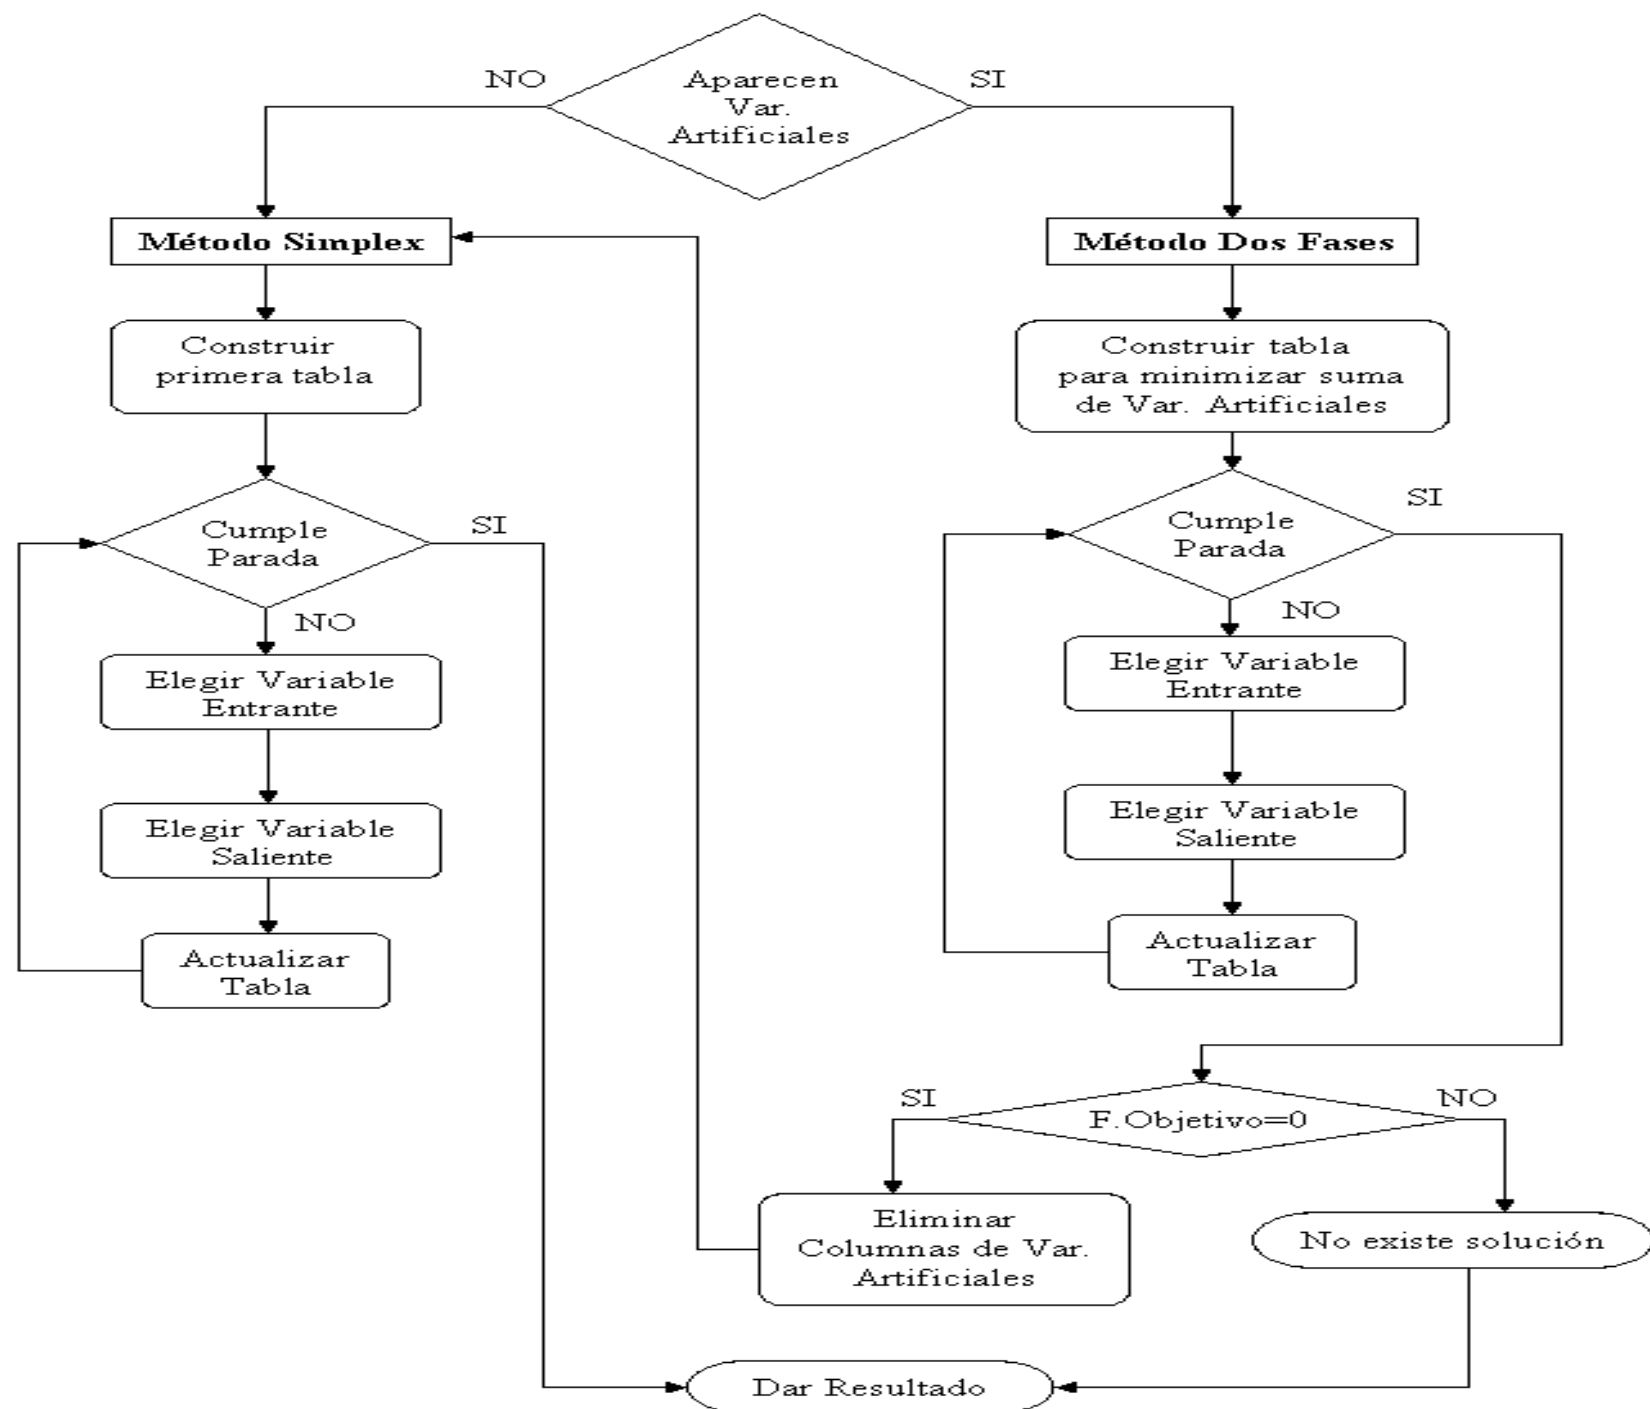 NO
Aparecen
Var.
Artificiales
SI
Método Simplex
Método Dos Fases
Construir
primera tabla
Construir tabla
para minimizar suma
de Var. Artificiales
Cumple
Parada
SI
NO
Cumple
Parada
SI
NO
Elegir Variable
Entrante
Elegir Variable
Entrante
Elegir Variable
Saliente
Elegir Variable
Saliente
Actualizar
Tabla
Actualizar
Tabla
SI
F.Objetivo=0
NO
Eliminar
Columnas de Var.
Artificiales
No existe solución
Dar Resultado